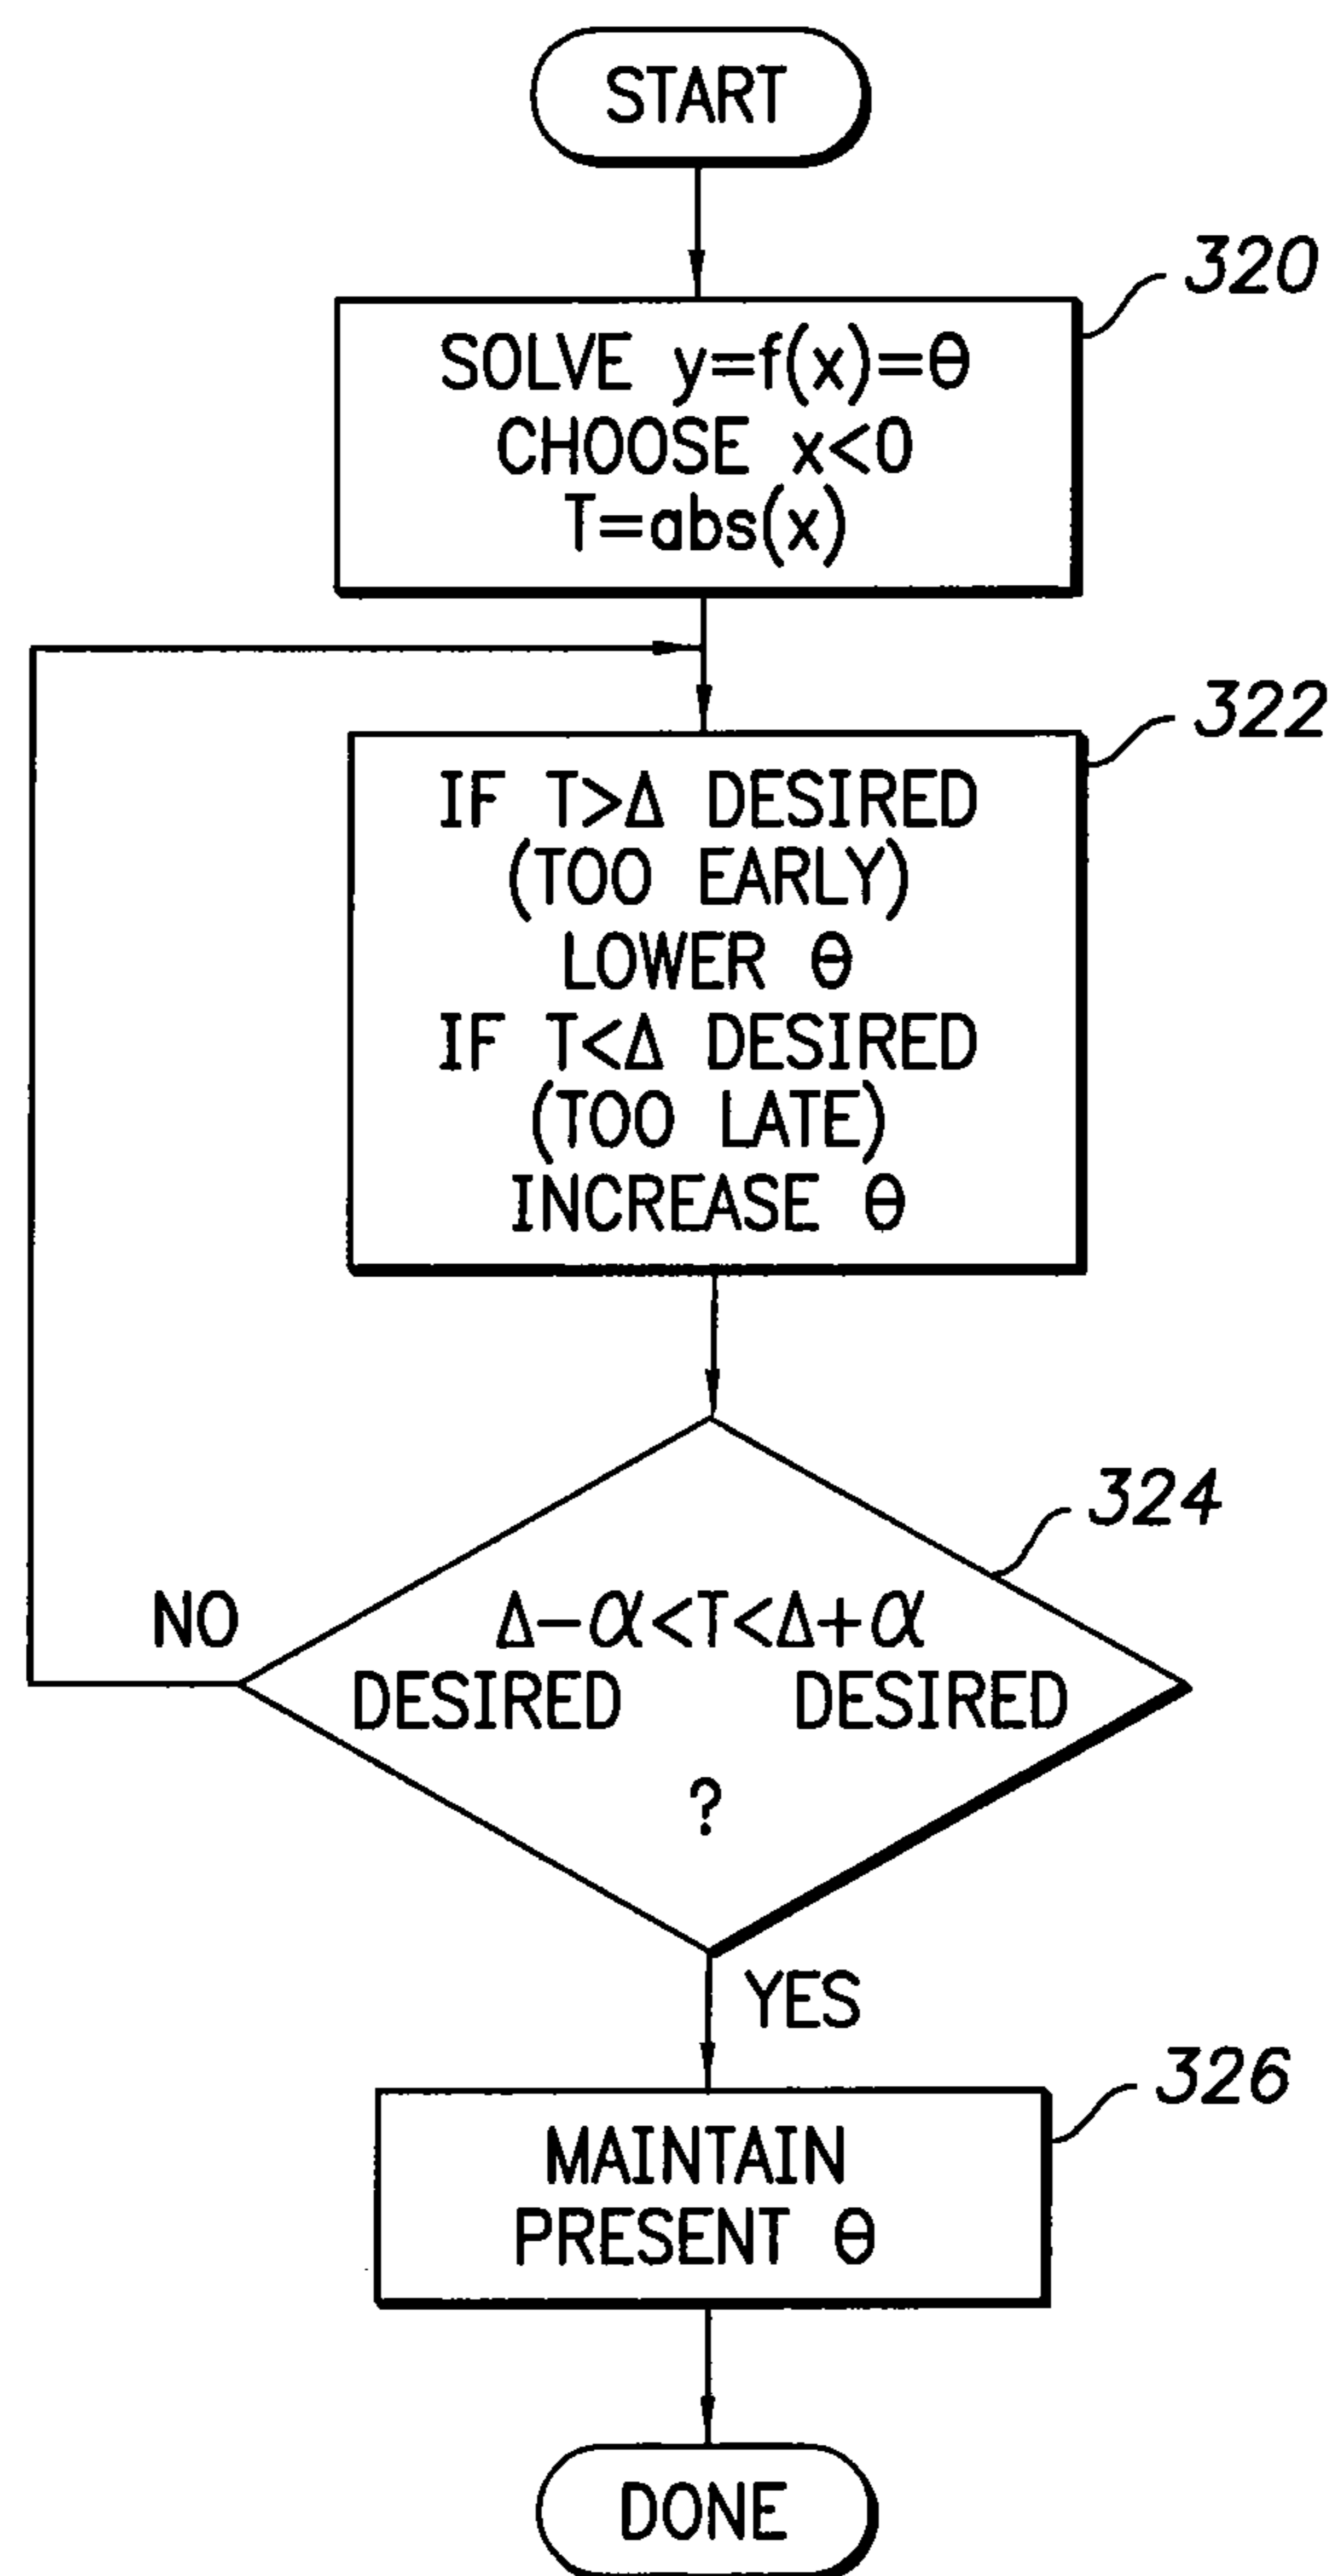 START
320
SOLVE y=f(x)=θ
CHOOSE x<0
T=abs(x)
322
IF T>Δ DESIRED
(TOO EARLY)
LOWER θ
IF T<Δ DESIRED
(TOO LATE)
INCREASE θ
324
NO
Δ-α<T<Δ+α
DESIRED DESIRED
?
YES
326
MAINTAIN
PRESENT θ
DONE